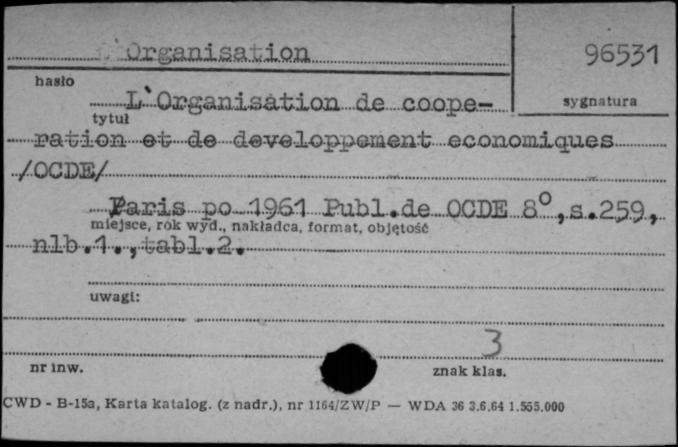 Organisation
96531
hasło
L`Organisation de coope-
sygnatura
tytuł
ration et de developpement economiques
/OCDE/
Paris po 1961 Publ.de OCDE 8°,s.259,
miejsce, rok wyd., nakładca, format, objętość
nlb.1.,tabl.2.
uwagi:
3
nr inw.
znak klas.
CWD - B-15a, Karta katalog. (z nadr.), nr 1164/ZW/P — WDA 36 3.6.64 1.555.000